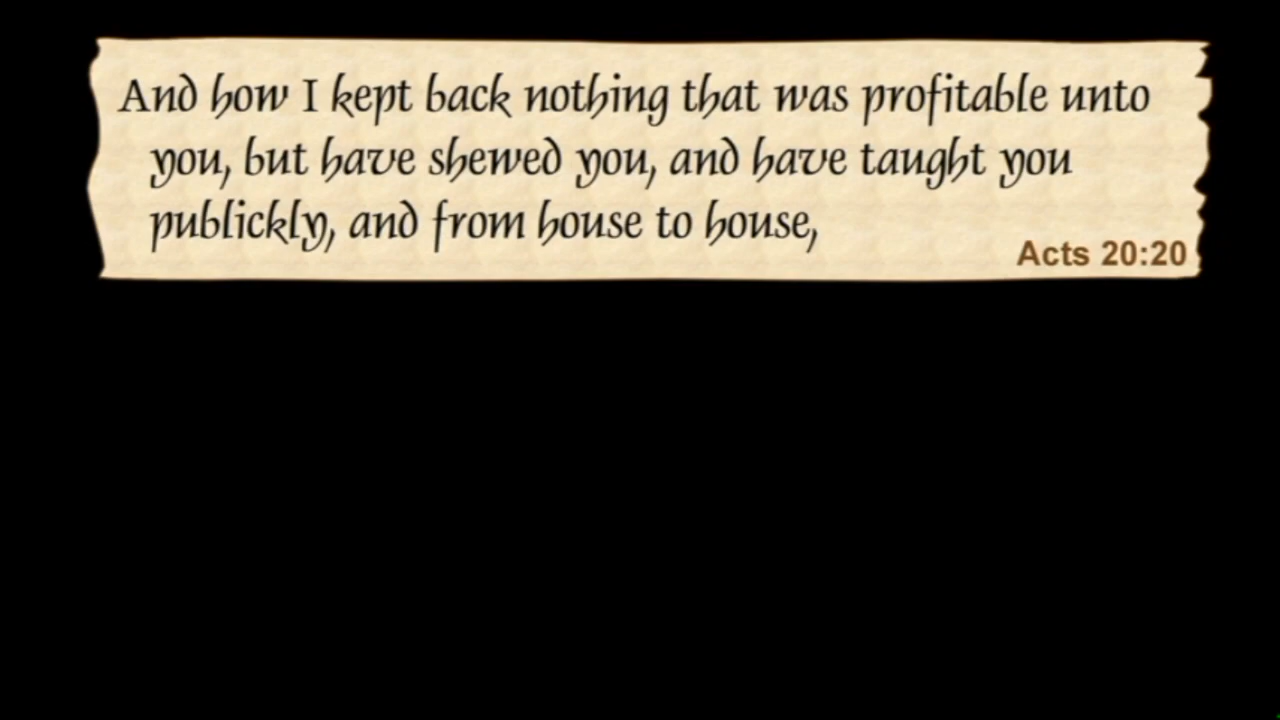 And how I kept back nothing that was profitable unto
you, but have shewed you, and have taught you
publickly, and from house to house,
Acts 20:20